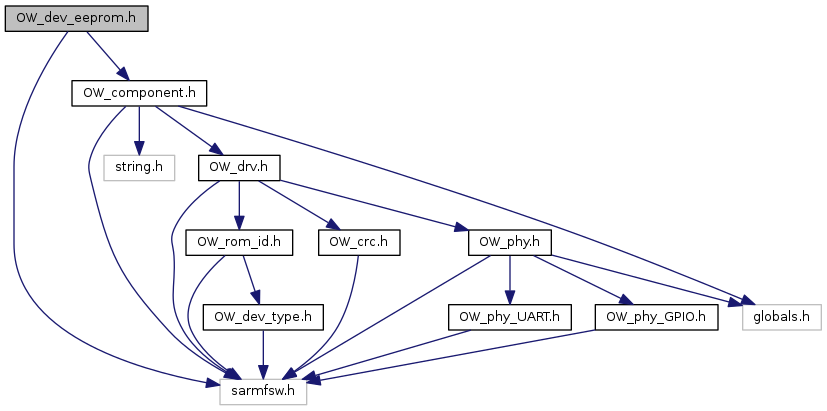 OW_dev_eeprom.h
OW_component.h
string.h
OW_drv.h
OW_rom_id.h
OW_crc.h
OW_phy.h
OW_dev_type.h
OW_phy_UART.h
OW_phy_GPIO.h
globals.h
sarmfsw.h